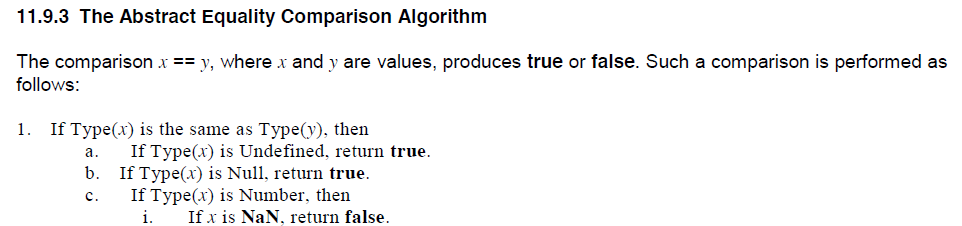 11.9.3 The Abstract Equality Comparison Algorithm
The comparison x == y, where x and y are values, produces true or false. Such a comparison is performed as
follows:
1. If Type(x) is the same as Type(y), then
a. If Type(x) is Undefined, return true.
b. If Type(x) is Null, return true.
c. If Type(x) is Number, then
i. If x is NaN, return false.